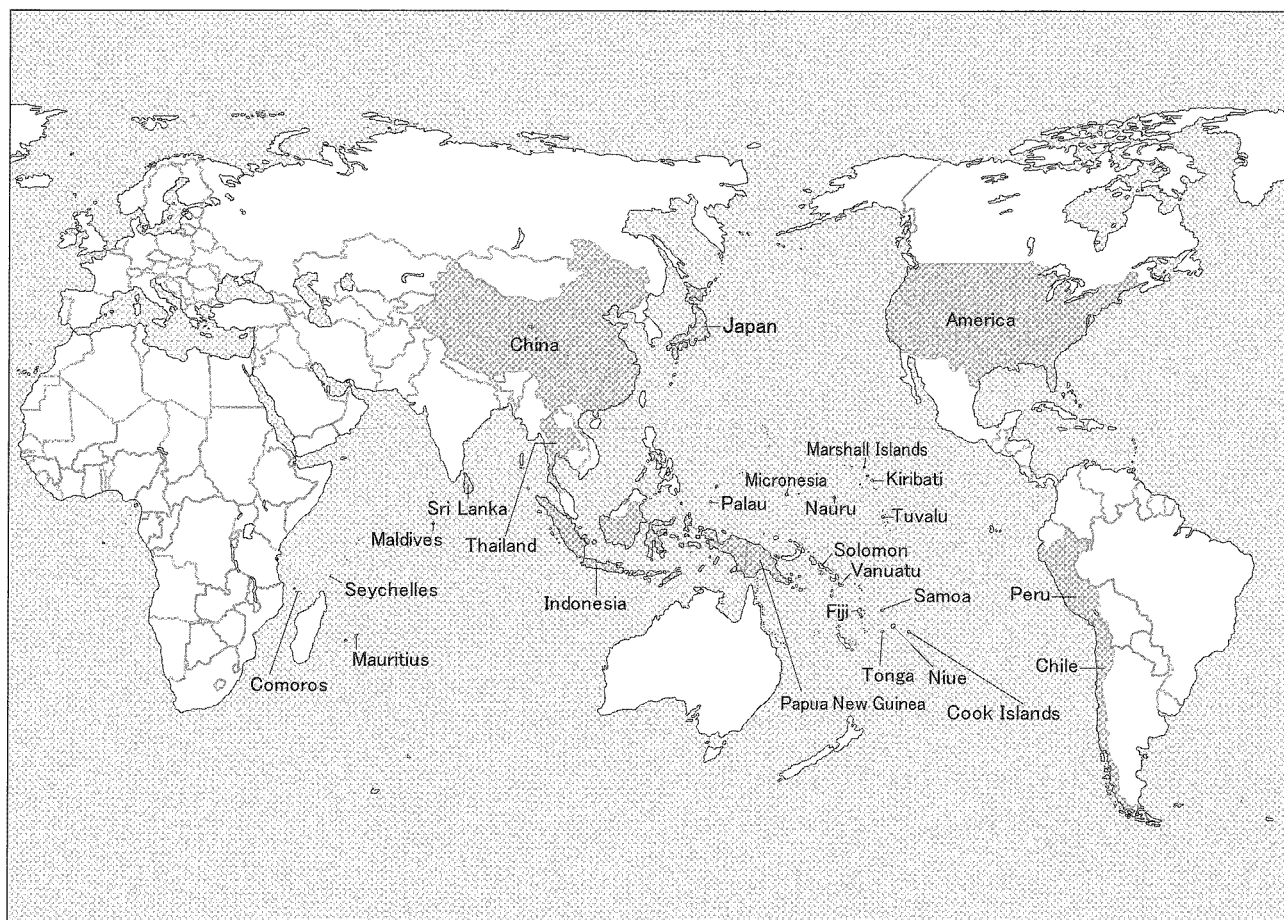 Japan
America
China
Marshall Islands
Micronesia
Kiribati
Palau
Nauru
Sri Lanka
Tuvalu
Maldives
Thailand
Solomon
Vanuatu
Seychelles
Indonesia
Fiji
Samoa
Peru
Mauritius
Comoros
Tonga
Niue
Chile
Papua New Guinea
Cook Islands